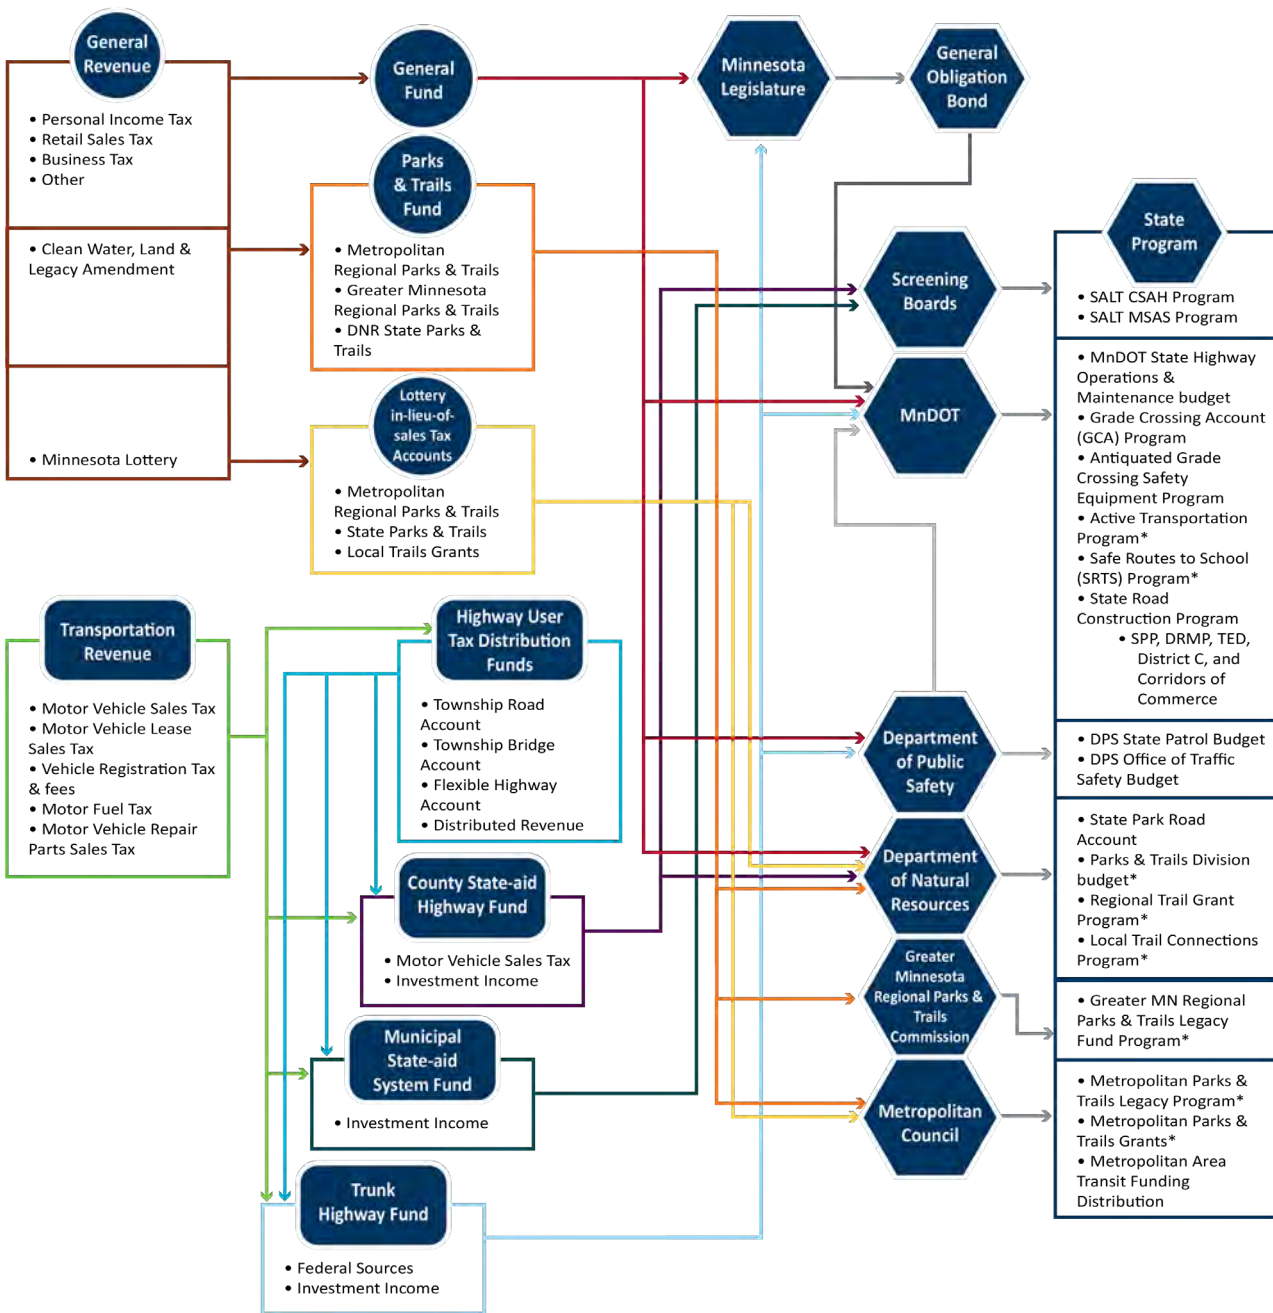 General
Revenue
• Personal Income Tax
• Retail Sales Tax
• Business Tax
• Other
• Clean Water, Land &
Legacy Amendment
• Minnesota Lottery
General
Fund
Parks
& Trails
Fund
• Metropolitan
Regional Parks & Trails
• Greater Minnesota
Regional Parks & Trails
• DNR State Parks &
Trails
Lottery
in-lieu-of-
sales Tax
Accounts
• Metropolitan
Regional Parks & Trails
• State Parks & Trails
• Local Trails Grants
Transportation
Revenue
• Motor Vehicle Sales Tax
• Motor Vehicle Lease
Sales Tax
• Vehicle Registration Tax
& fees
• Motor Fuel Tax
• Motor Vehicle Repair
Parts Sales Tax
Highway User
Tax Distribution
Funds
• Township Road
Account
• Township Bridge
Account
• Flexible Highway
Account
• Distributed Revenue
County State-aid
Highway Fund
• Motor Vehicle Sales Tax
• Investment Income
Municipal
State-aid
System Fund
• Investment Income
Trunk
Highway Fund
• Federal Sources
• Investment Income
Minnesota
Legislature
General
Obligation
Bond
Screening
Boards
MnDOT
Department
of Public
Safety
Department
of Natural
Resources
Greater
Minnesota
Regional Parks &
Trails
Commission
Metropolitan
Council
State
Program
• SALT CSAH Program
• SALT MSAS Program
• MnDOT State Highway
Operations &
Maintenance budget
• Grade Crossing Account
(GCA) Program
• Antiquated Grade
Crossing Safety
Equipment Program
• Active Transportation
Program*
• Safe Routes to School
(SRTS) Program*
• State Road
Construction Program
• SPP, DRMP, TED,
District C, and
Corridors of
Commerce
• DPS State Patrol Budget
• DPS Office of Traffic
Safety Budget
• State Park Road
Account
• Parks & Trails Division
budget*
• Regional Trail Grant
Program*
• Local Trail Connections
Program*
• Greater MN Regional
Parks & Trails Legacy
Fund Program*
• Metropolitan Parks &
Trails Legacy Program*
• Metropolitan Parks &
Trails Grants*
• Metropolitan Area
Transit Funding
Distribution